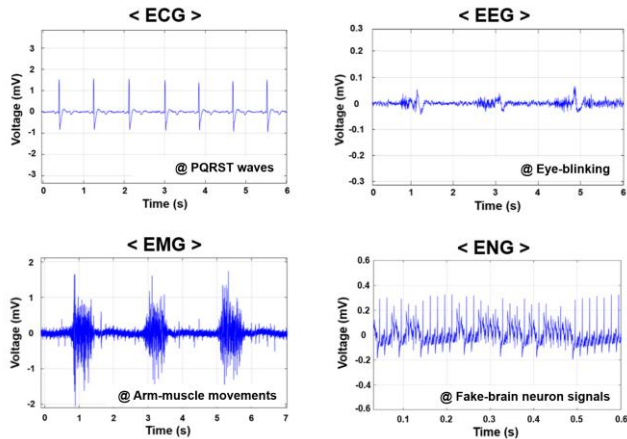 < ECG >
Voltage (mV)
3
2
1
0
-1
-2
-3
@ PQRST waves
0 1 2 3 4 5 6
Time (s)
< EEG >
Voltage (mV)
0.3
0.2
0.1
0
-0.1
-0.2
-0.3
@ Eye-blinking
0 1 2 3 4 5 6
Time (s)
< EMG >
Voltage (mV)
2
1
0
-1
-2
@ Arm-muscle movements
0 1 2 3 4 5 6 7
Time (s)
< ENG >
Voltage (mV)
0.6
0.4
0.2
0
-0.2
-0.4
-0.6
@ Fake-brain neuron signals
0.1 0.2 0.3 0.4 0.5 0.6
Time (s)